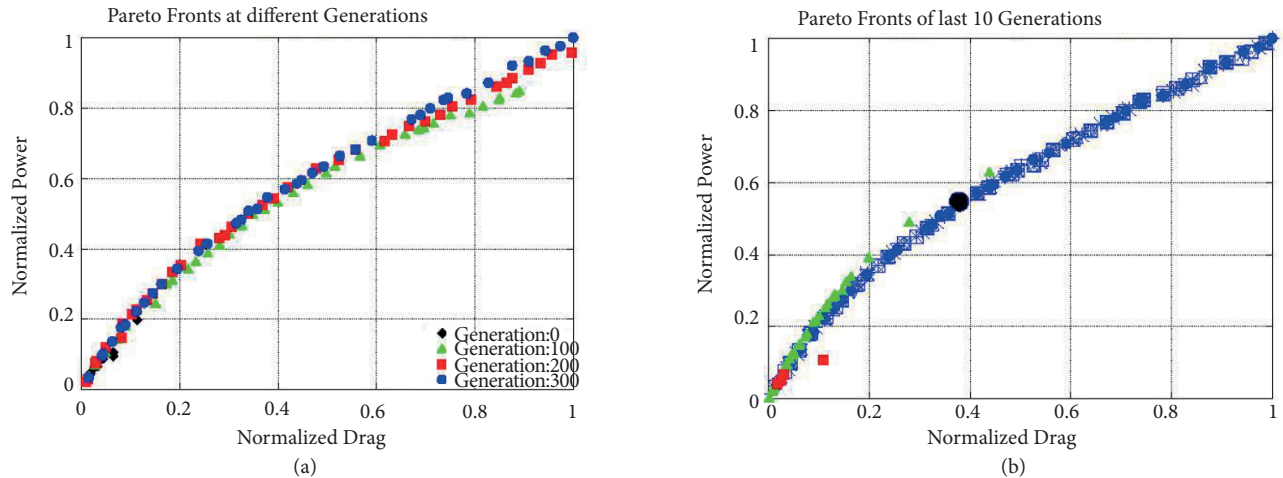 Pareto Fronts at different Generations
1
0.8
0.6
0.4
0.2
0
Normalized Power
Generation:0
Generation:100
Generation:200
Generation:300
0 0.2 0.4 0.6 0.8 1
Normalized Drag
(a)
Pareto Fronts of last 10 Generations
1
0.8
0.6
0.4
0.2
0
Normalized Power
0 0.2 0.4 0.6 0.8 1
Normalized Drag
(b)